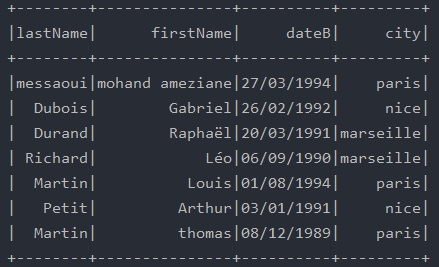 +--------+---------------+----------+---------+
|lastName|      firstName|     dateB|     city|
+--------+---------------+----------+---------+
|messaoui|mohand ameziane|27/03/1994|    paris|
|  Dubois|        Gabriel|26/02/1992|     nice|
|  Durand|        Raphaël|20/03/1991|marseille|
| Richard|            Léo|06/09/1990|marseille|
|  Martin|          Louis|01/08/1994|    paris|
|   Petit|         Arthur|03/01/1991|     nice|
|  Martin|         thomas|08/12/1989|    paris|
+--------+---------------+----------+---------+